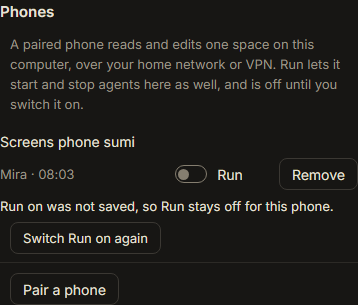 Phones
A paired phone reads and edits one space on this
computer, over your home network or VPN. Run lets it
start and stop agents here as well, and is off until you
switch it on.
Screens phone sumi
Mira · 08:03
Run
Remove
Run on was not saved, so Run stays off for this phone.
Switch Run on again
Pair a phone